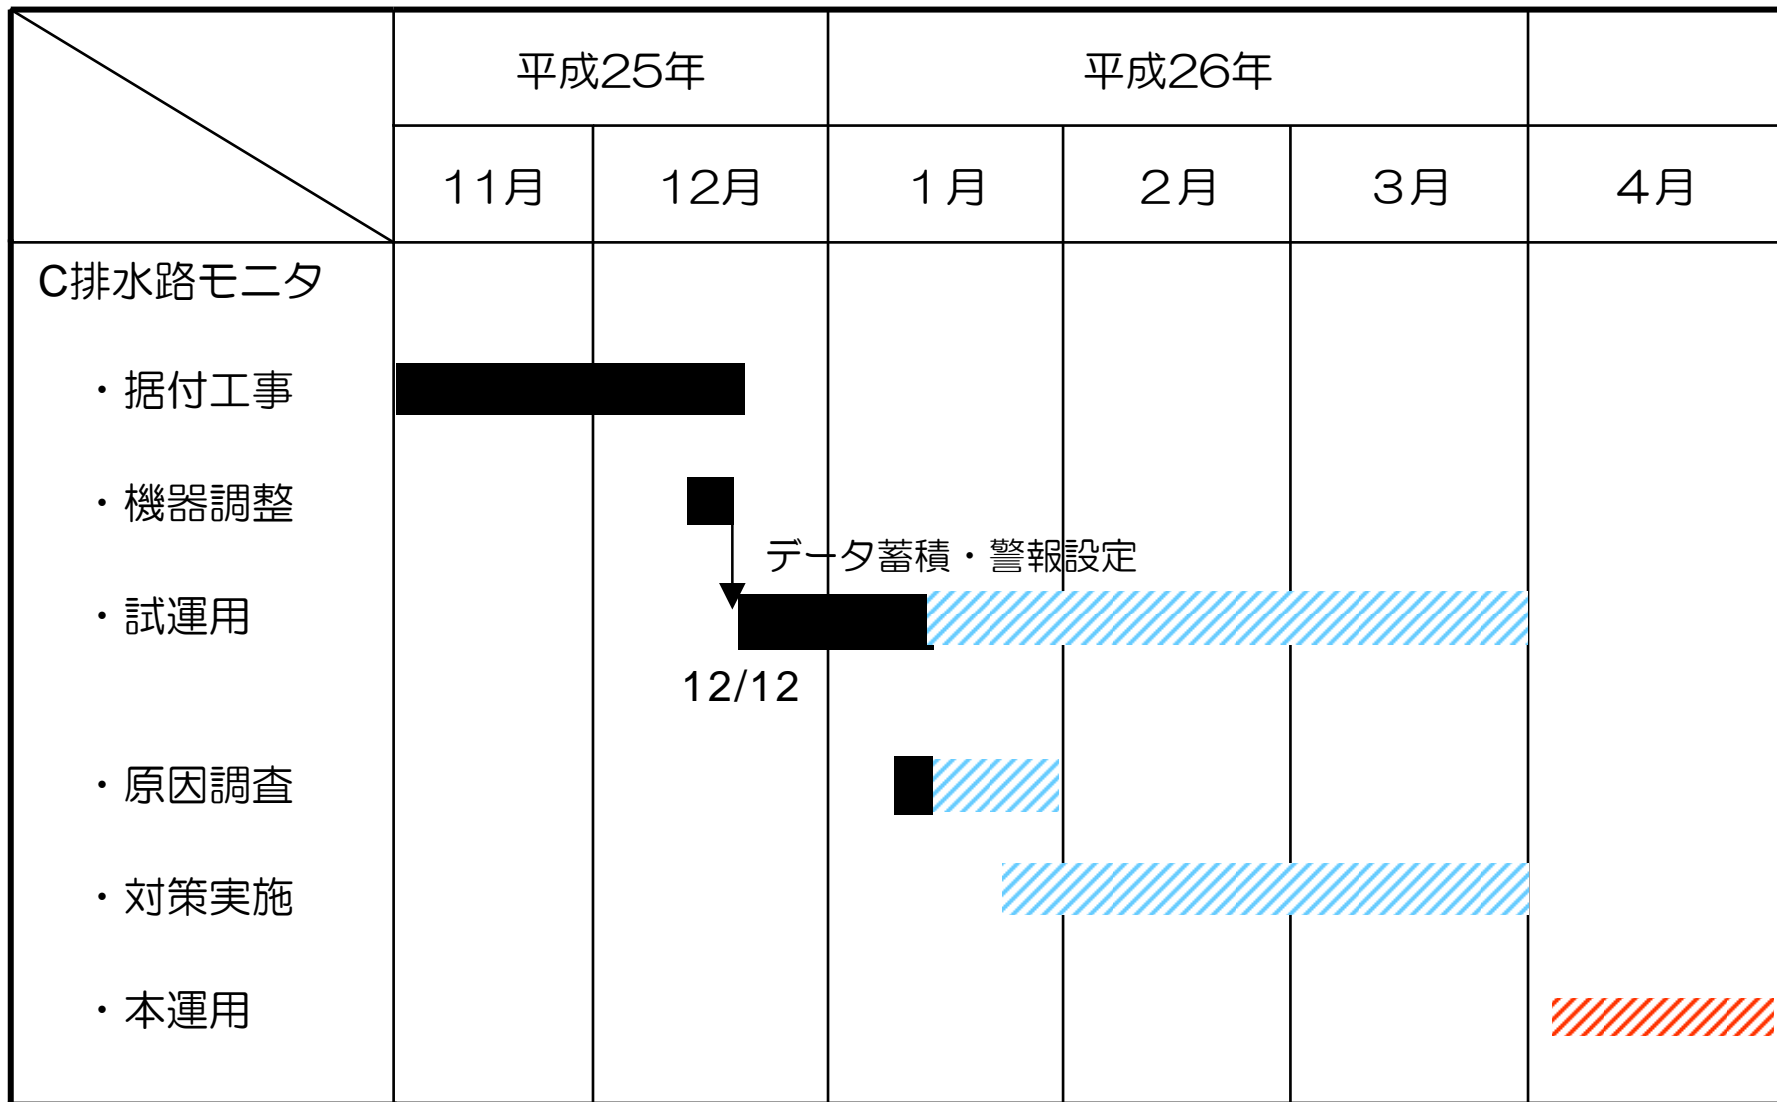 平成25年
平成26年
11月
12月
1月
2月
3月
4月
C排水路モニタ
・据付工事
・機器調整
データ蓄積・警報設定
・試運用
12/12
・原因調査
・対策実施
・本運用